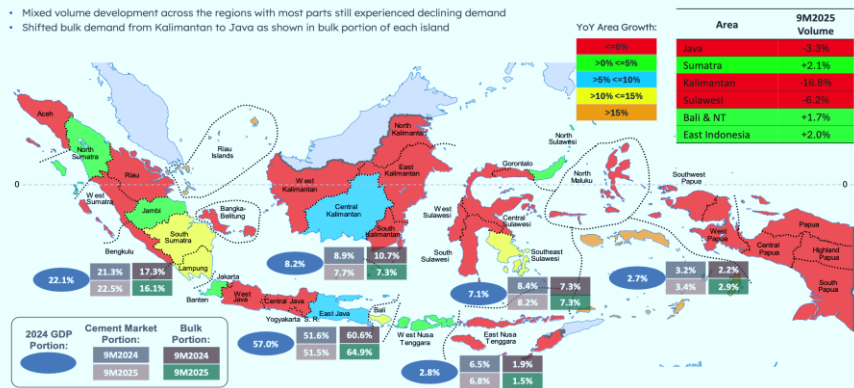 • Mixed volume development across the regions with most parts still experienced declining demand
• Shifted bulk demand from Kalimantan to Java as shown in bulk portion of each island
YoY Area Growth:
<=0%
>0% <=5%
>5% <=10%
>10% <=15%
>15%
Area 9M2025 Volume
Java -3.3%
Sumatra +2.1%
Kalimantan -16.8%
Sulawesi -6.2%
Bali & NT +1.7%
East Indonesia +2.0%
Aceh
North Sumatra
Riau Islands
Riau
West Sumatra
Jambi
Bangka-Belitung
South Sumatra
Bengkulu
Lampung
0
North Kalimantan
East Kalimantan
West Kalimantan
Central Kalimantan
South Kalimantan
North Sulawesi
Gorontalo
West Sulawesi
Central Sulawesi
South Sulawesi
Southeast Sulawesi
North Maluku
0
Southwest Papua
West Papua
Papua
Central Papua
Highland Papua
South Papua
Jakarta
Banten
West Java
Central Java
Yogyakarta S. R.
East Java
Bali
West Nusa Tenggara
East Nusa Tenggara
22.1%
21.3% 17.3%
22.5% 16.1%
8.2%
8.9% 10.7%
7.7% 7.3%
7.1%
8.4% 7.3%
8.2% 7.3%
2.7%
3.2% 2.2%
3.4% 2.9%
57.0%
51.6% 60.6%
51.5% 64.9%
2.8%
6.5% 1.9%
6.8% 1.5%
2024 GDP Portion:
Cement Market Portion:
9M2024
9M2025
Bulk Portion:
9M2024
9M2025